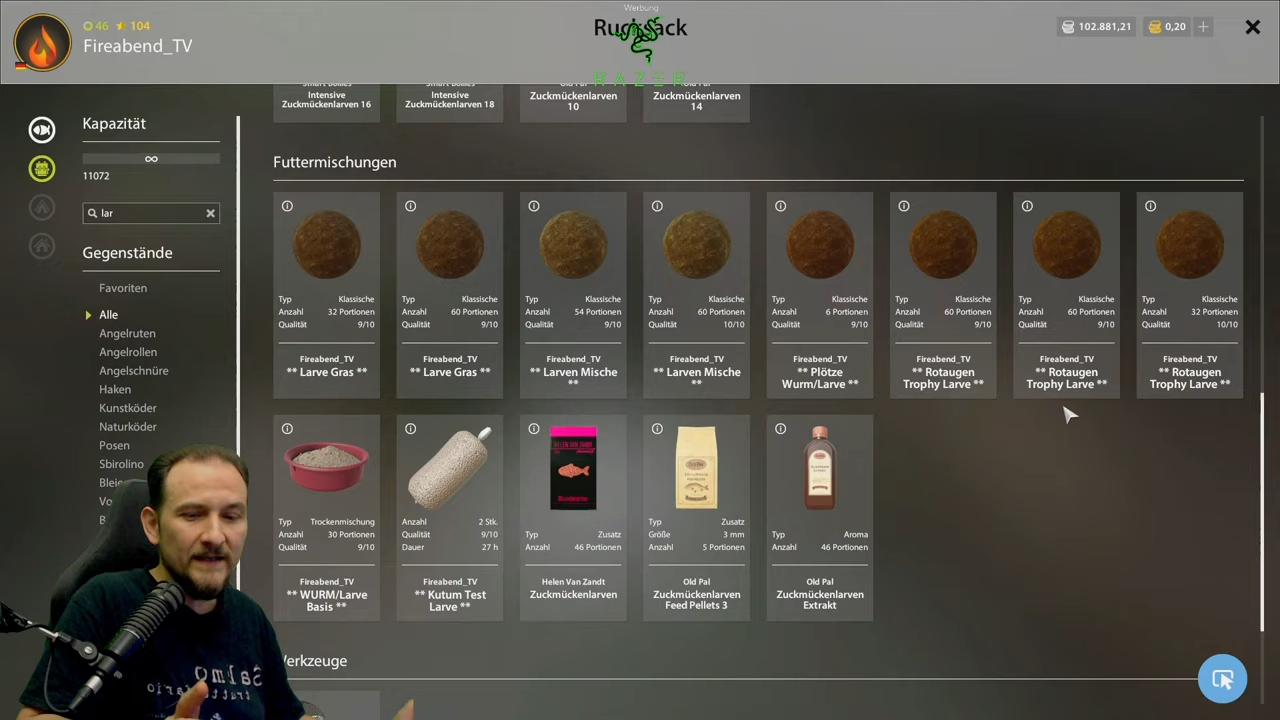 Werbung
46 104
Fireabend_TV
Rucksack
RAZER
102.881,21
0,20
Kapazität
∞
11072
lar
Gegenstände
Favoriten
Alle
Angelruten
Angelrollen
Angelschnüre
Haken
Kunstköder
Naturköder
Posen
Sbirolino
Intensive
Zuckmückenlarven 16
Intensive
Zuckmückenlarven 18
Zuckmückenlarven
10
Zuckmückenlarven
14
Futtermischungen
Typ Klassische
Anzahl 32 Portionen
Qualität 9/10
Fireabend_TV
** Larve Gras **
Typ Klassische
Anzahl 60 Portionen
Qualität 9/10
Fireabend_TV
** Larve Gras **
Typ Klassische
Anzahl 54 Portionen
Qualität 9/10
Fireabend_TV
** Larven Mische
**
Typ Klassische
Anzahl 60 Portionen
Qualität 10/10
Fireabend_TV
** Larven Mische
**
Typ Klassische
Anzahl 6 Portionen
Qualität 9/10
Fireabend_TV
** Plötze
Wurm/Larve **
Typ Klassische
Anzahl 60 Portionen
Qualität 9/10
Fireabend_TV
** Rotaugen
Trophy Larve **
Typ Klassische
Anzahl 60 Portionen
Qualität 9/10
Fireabend_TV
** Rotaugen
Trophy Larve **
Typ Klassische
Anzahl 32 Portionen
Qualität 10/10
Fireabend_TV
** Rotaugen
Trophy Larve **
Typ Trockenmischung
Anzahl 30 Portionen
Qualität 9/10
Fireabend_TV
** WURM/Larve
Basis **
Anzahl 2 Stk.
Qualität 9/10
Dauer 27 h
Fireabend_TV
** Kutum Test
Larve **
Typ Zusatz
Anzahl 46 Portionen
Helen Van Zandt
Zuckmückenlarven
Typ Zusatz
Größe 3 mm
Anzahl 5 Portionen
Old Pal
Zuckmückenlarven
Feed Pellets 3
Typ Aroma
Anzahl 46 Portionen
Old Pal
Zuckmückenlarven
Extrakt
Werkzeuge
Salmo